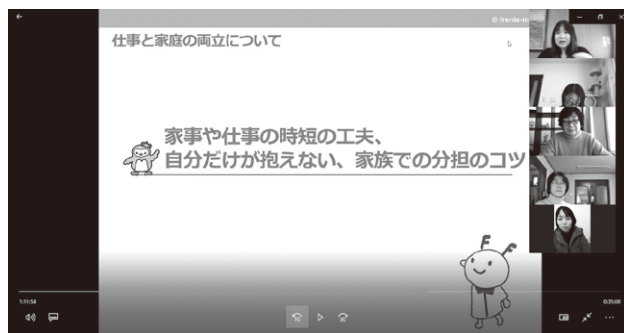 © frente-m
仕事と家庭の両立について
家事や仕事の時短の工夫、
自分だけが抱えない、家族での分担のコツ
F F
1:11:54
0:35:00